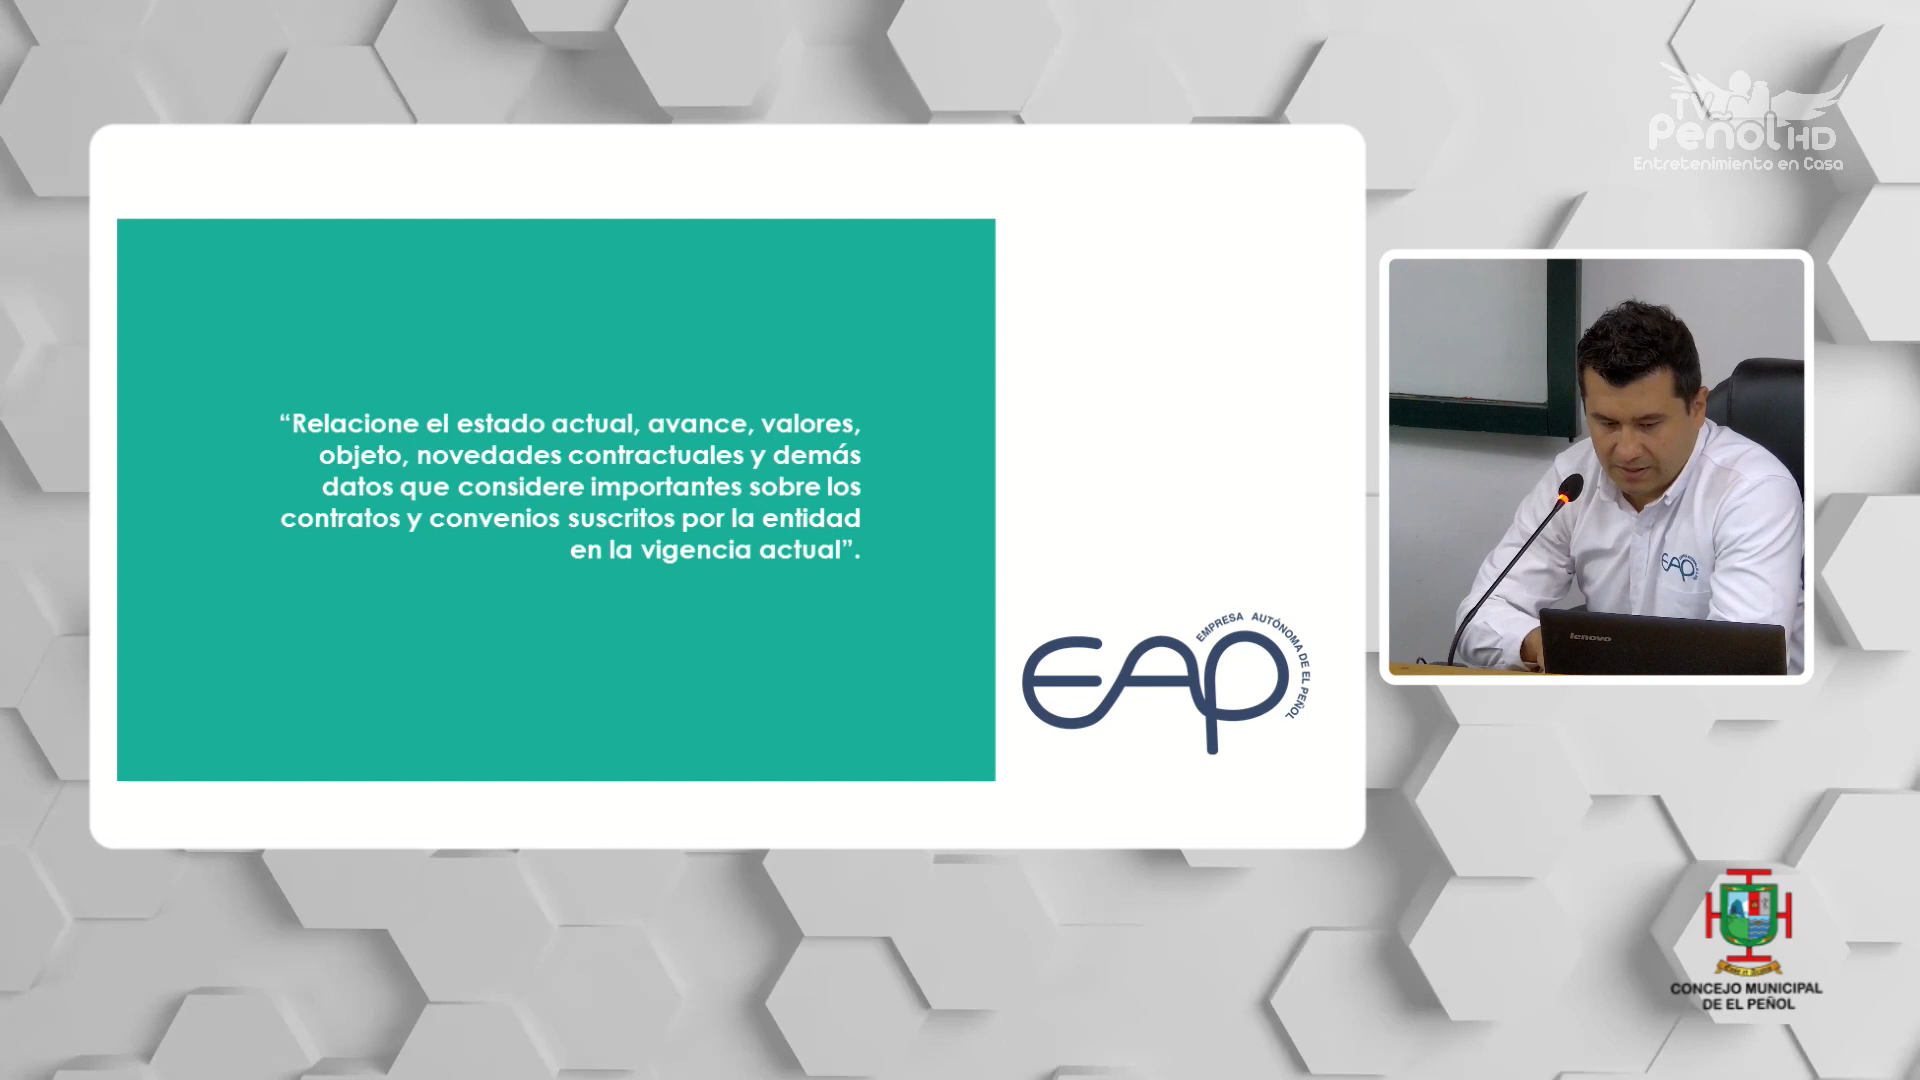 TV
Peñol HD
Entretenimiento en Casa
“Relacione el estado actual, avance, valores,
objeto, novedades contractuales y demás
datos que considere importantes sobre los
contratos y convenios suscritos por la entidad
en la vigencia actual”.
EAP
EMPRESA AUTÓNOMA DE EL PEÑOL
EAP
lenovo
CONCEJO MUNICIPAL
DE EL PEÑOL